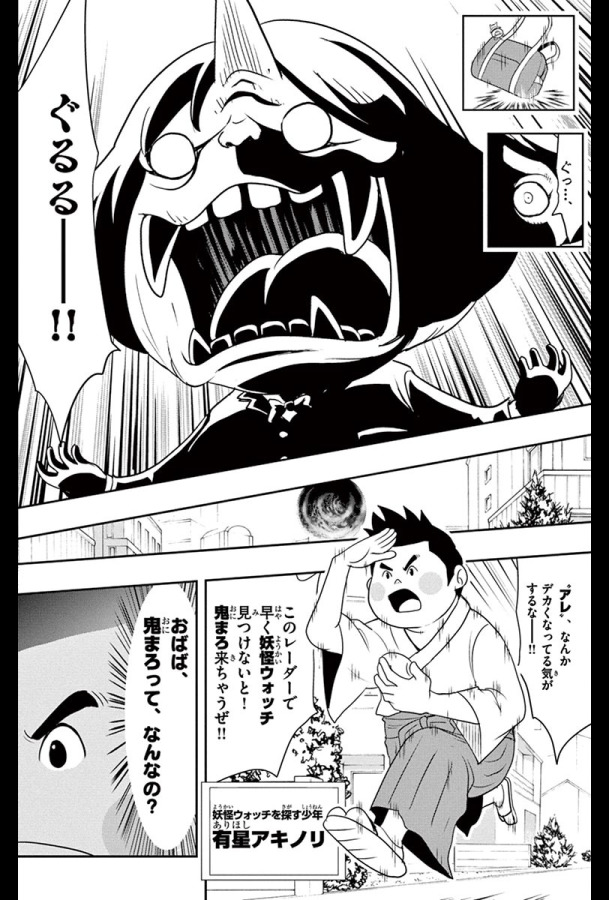 ぐっ…、
ぐるるー!!
〝アレ〟なんか
デカくなってる気が
するなー!!
このレーダーで
早く妖怪ウォッチ
見つけないと!
鬼まろ来ちゃうぜ!!
妖怪ウォッチを探す少年
有星アキノリ
おばば、
鬼まろって、なんなの?